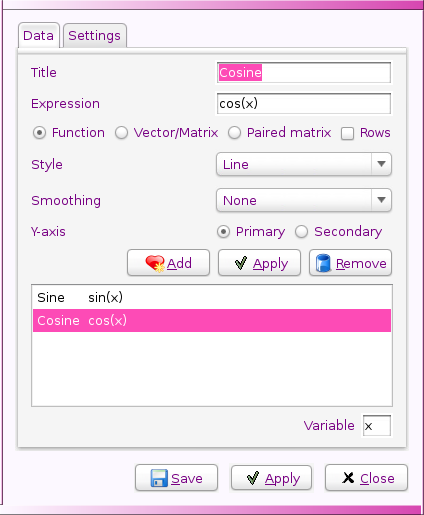 Data Settings
Title Cosine
Expression cos(x)
Function Vector/Matrix Paired matrix Rows
Style Line
Smoothing None
Y-axis Primary Secondary
Add Apply Remove
Sine sin(x)
Cosine cos(x)
Variable x
Save Apply Close